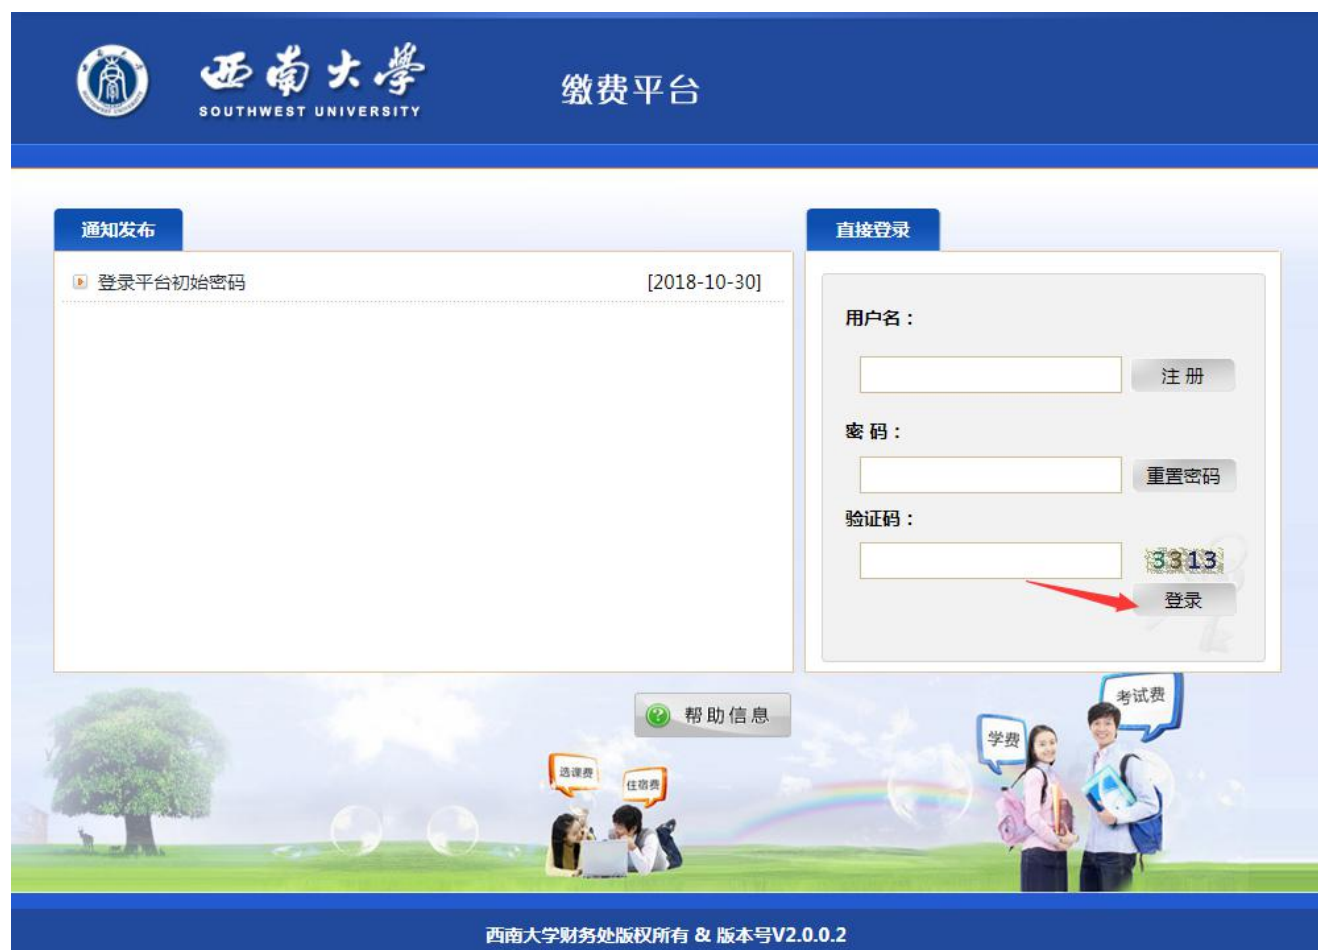 西南大學
SOUTHWEST UNIVERSITY
缴费平台
通知发布
登录平台初始密码 [2018-10-30]
直接登录
用户名：
注 册
密 码：
重置密码
验证码：
3313
登录
帮助信息
考试费
学费
选课费
住宿费
西南大学财务处版权所有 & 版本号V2.0.0.2